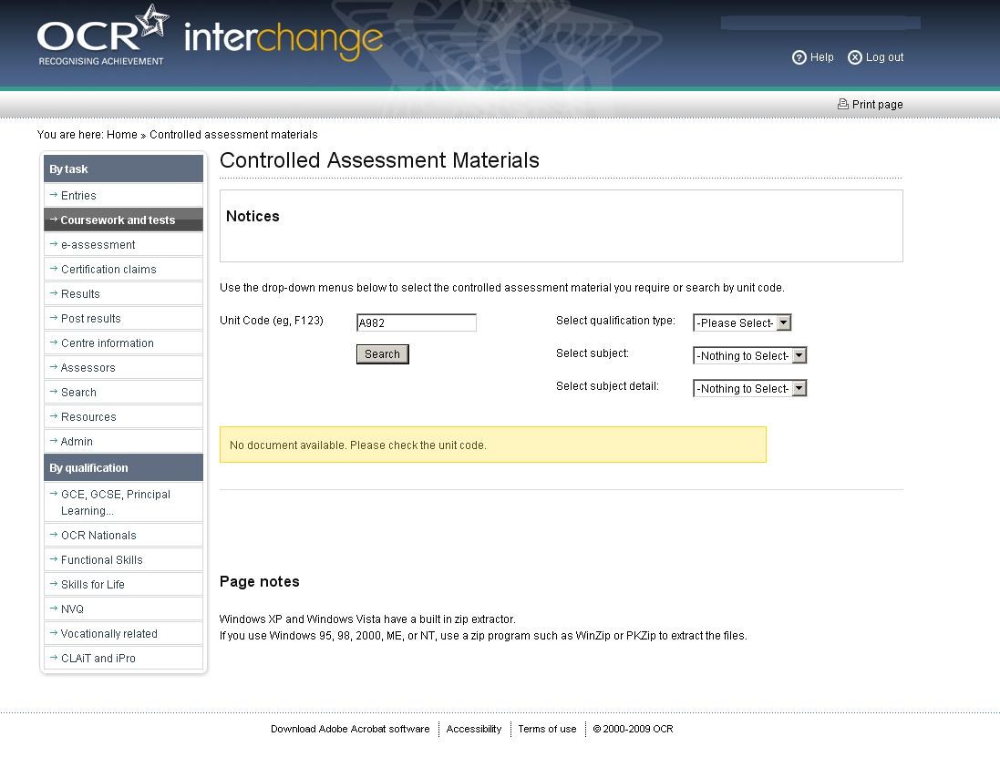 OCR interchange
RECOGNISING ACHIEVEMENT
Help Log out
Print page
You are here: Home » Controlled assessment materials
By task
Entries
Coursework and tests
e-assessment
Certification claims
Results
Post results
Centre information
Assessors
Search
Resources
Admin
By qualification
GCE, GCSE, Principal
Learning...
OCR Nationals
Functional Skills
Skills for Life
NVQ
Vocationally related
CLAiT and iPro
Controlled Assessment Materials
Notices
Use the drop-down menus below to select the controlled assessment material you require or search by unit code.
Unit Code (eg, F123) A982
Search
Select qualification type: -Please Select-
Select subject: -Nothing to Select-
Select subject detail: -Nothing to Select-
No document available. Please check the unit code.
Page notes
Windows XP and Windows Vista have a built in zip extractor.
If you use Windows 95, 98, 2000, ME, or NT, use a zip program such as WinZip or PKZip to extract the files.
Download Adobe Acrobat software Accessibility Terms of use © 2000-2009 OCR